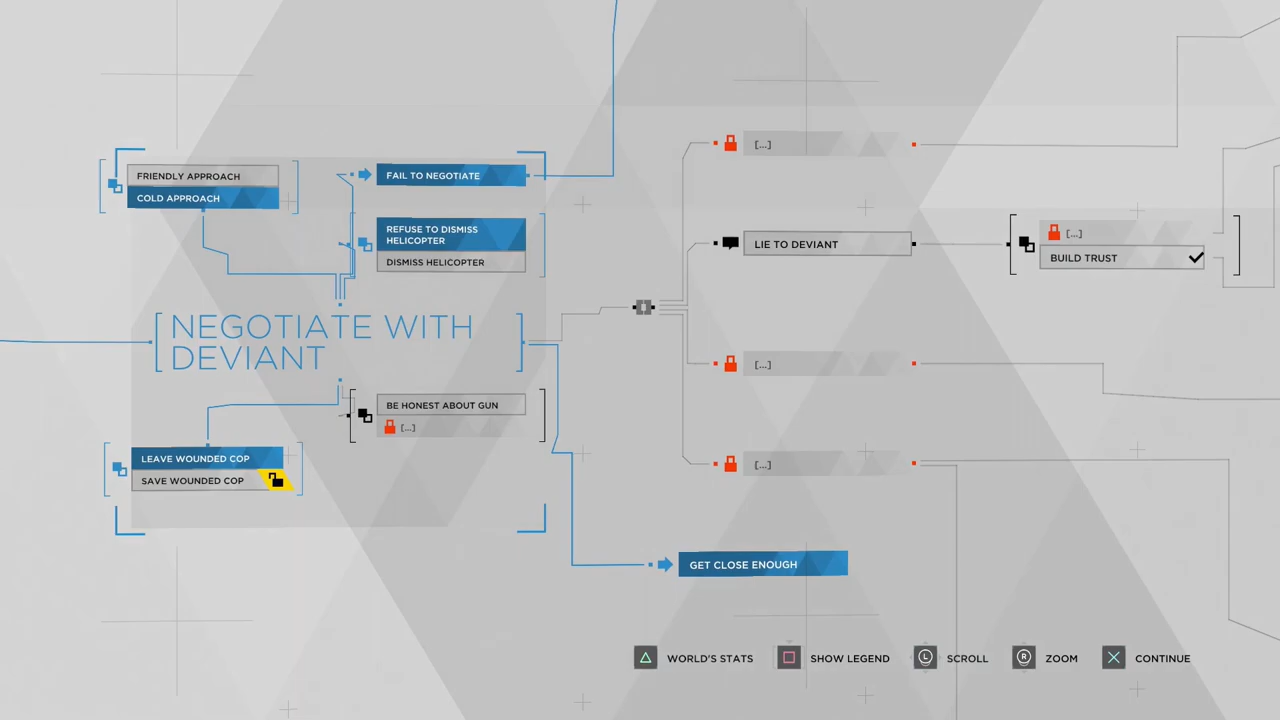 FRIENDLY APPROACH
COLD APPROACH
FAIL TO NEGOTIATE
REFUSE TO DISMISS
HELICOPTER
DISMISS HELICOPTER
NEGOTIATE WITH
DEVIANT
BE HONEST ABOUT GUN
[...]
LEAVE WOUNDED COP
SAVE WOUNDED COP
[...]
LIE TO DEVIANT
[...]
[...]
[...]
BUILD TRUST
GET CLOSE ENOUGH
WORLD'S STATS
SHOW LEGEND
L SCROLL
R ZOOM
CONTINUE